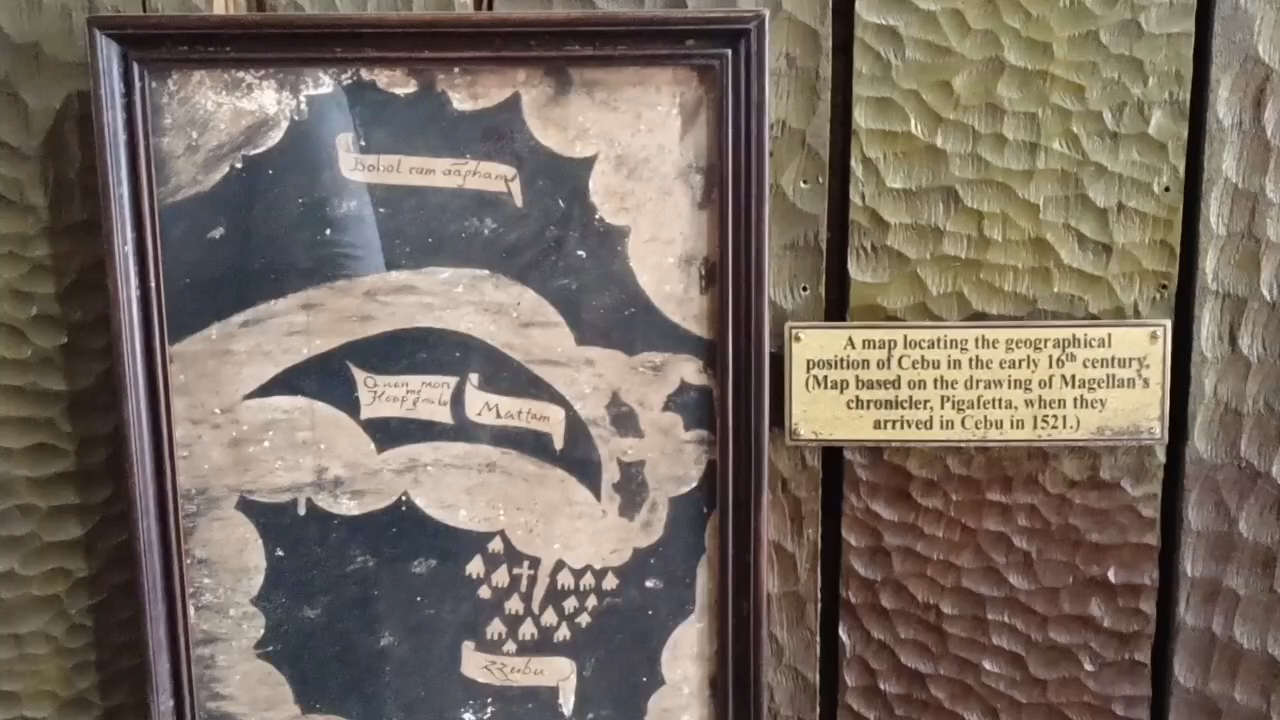 Bohol
Mattam
zzubu
A map locating the geographical
position of Cebu in the early 16th century.
(Map based on the drawing of Magellan's
chronicler, Pigafetta, when they
arrived in Cebu in 1521.)